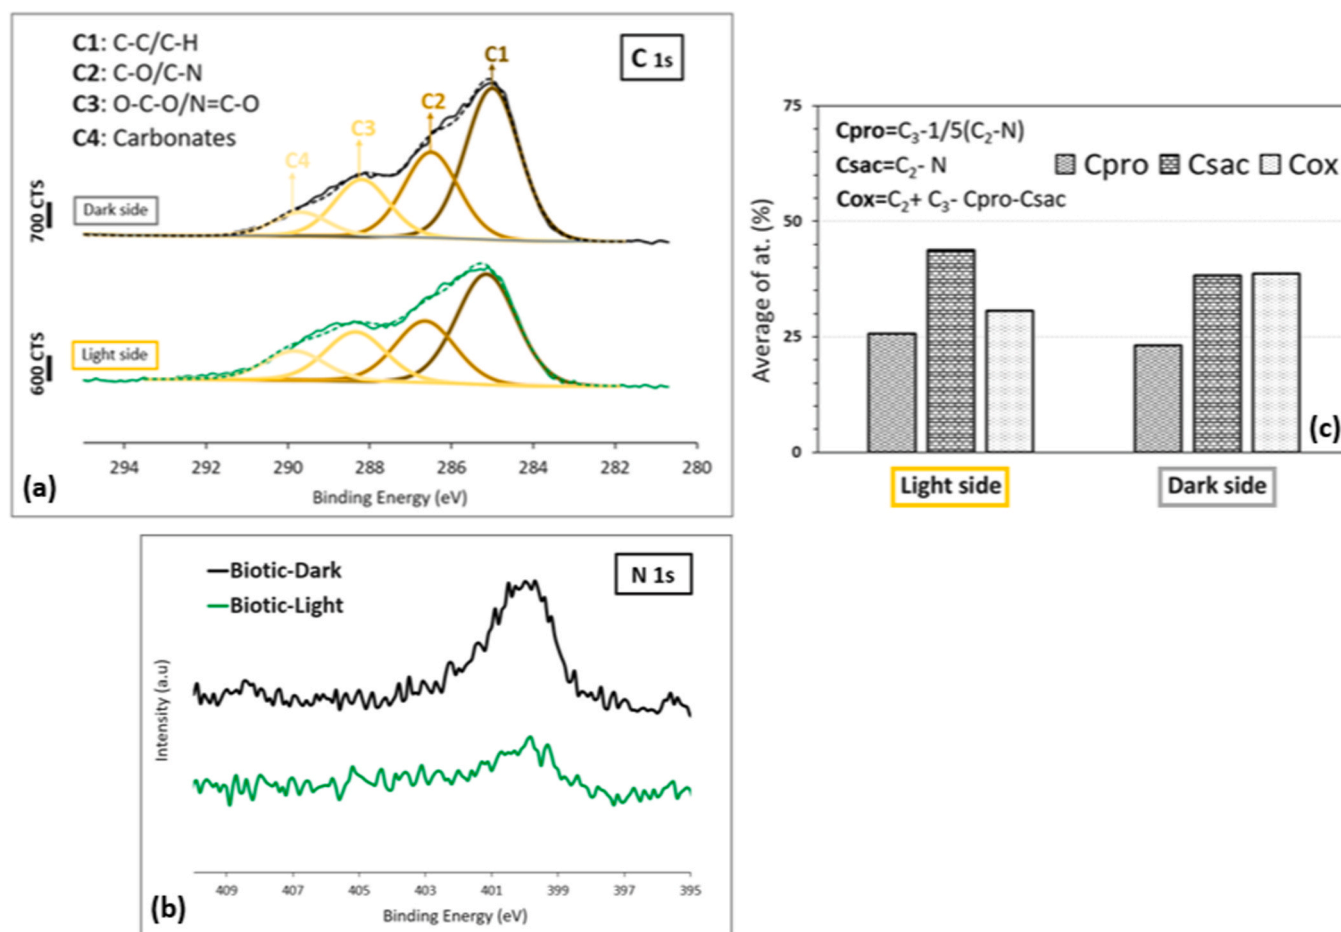 C1: C-C/C-H
C2: C-O/C-N
C3: O-C-O/N=C-O
C4: Carbonates
C 1s
C1
C2
C3
C4
700 CTS
Dark side
600 CTS
Light side
294 292 290 288 286 284 282 280
Binding Energy (eV)
(a)
Biotic-Dark
Biotic-Light
N 1s
Intensity (a.u)
409 407 405 403 401 399 397 395
Binding Energy (eV)
(b)
Cpro=C₃-1/5(C₂-N)
Csac=C₂- N
Cox=C₂+ C₃- Cpro-Csac
Cpro Csac Cox
Average of at. (%)
75
50
25
0
Light side Dark side
(c)